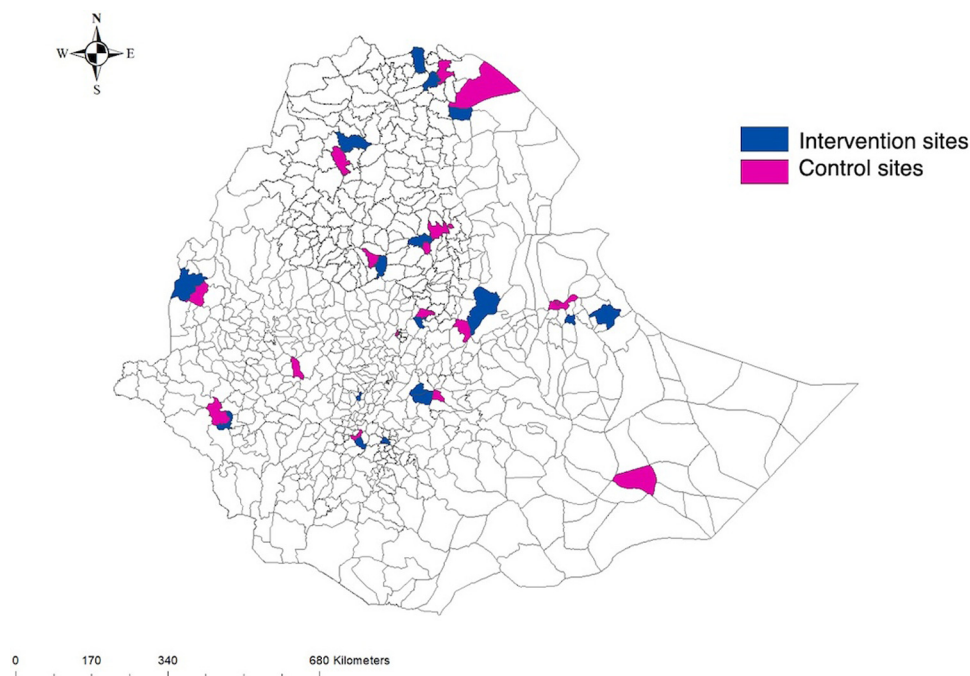 N
W E
S
Intervention sites
Control sites
0 170 340 680 Kilometers